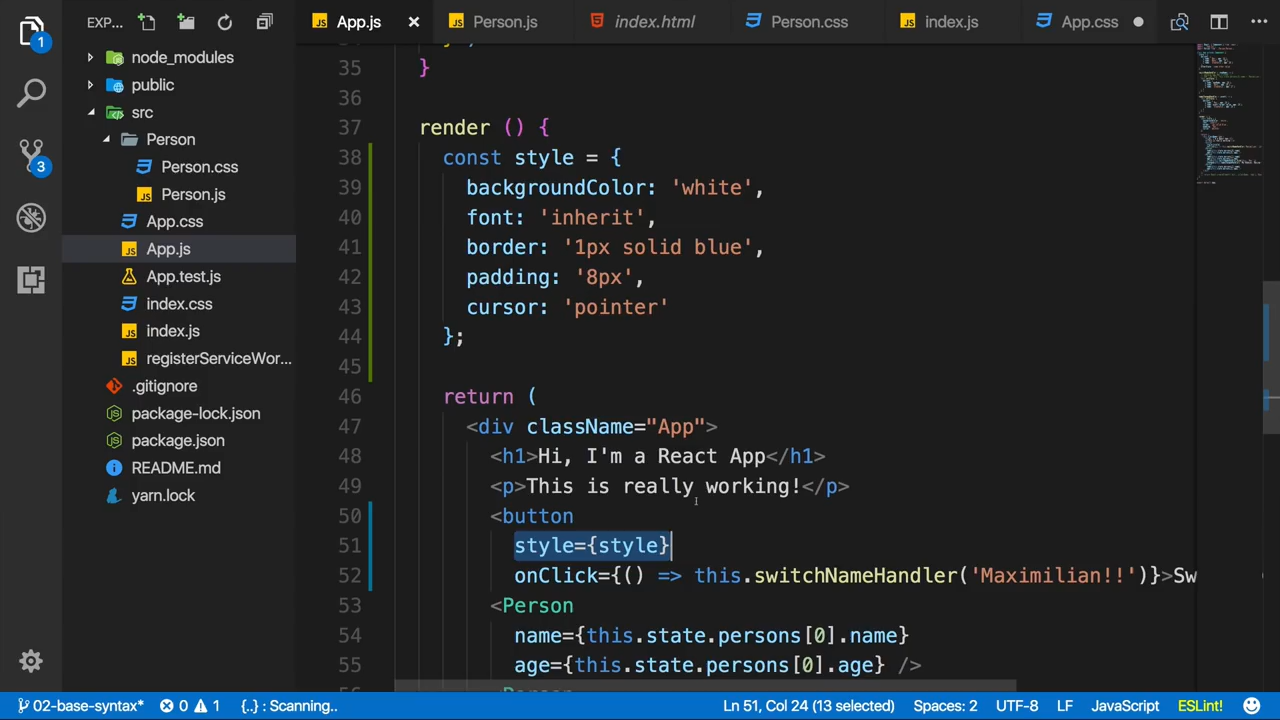 EXP...
App.js
Person.js
index.html
Person.css
index.js
App.css
1
3
node_modules
public
src
Person
Person.css
Person.js
App.css
App.js
App.test.js
index.css
index.js
registerServiceWor...
.gitignore
package-lock.json
package.json
README.md
yarn.lock
35 }
36
37 render () {
38 const style = {
39 backgroundColor: 'white',
40 font: 'inherit',
41 border: '1px solid blue',
42 padding: '8px',
43 cursor: 'pointer'
44 };
45
46 return (
47 <div className="App">
48 <h1>Hi, I'm a React App</h1>
49 <p>This is really working!</p>
50 <button
51 style={style}
52 onClick={() => this.switchNameHandler('Maximilian!!')}>Sw
53 <Person
54 name={this.state.persons[0].name}
55 age={this.state.persons[0].age} />
02-base-syntax* 0 1 {..} : Scanning.. Ln 51, Col 24 (13 selected) Spaces: 2 UTF-8 LF JavaScript ESLint!